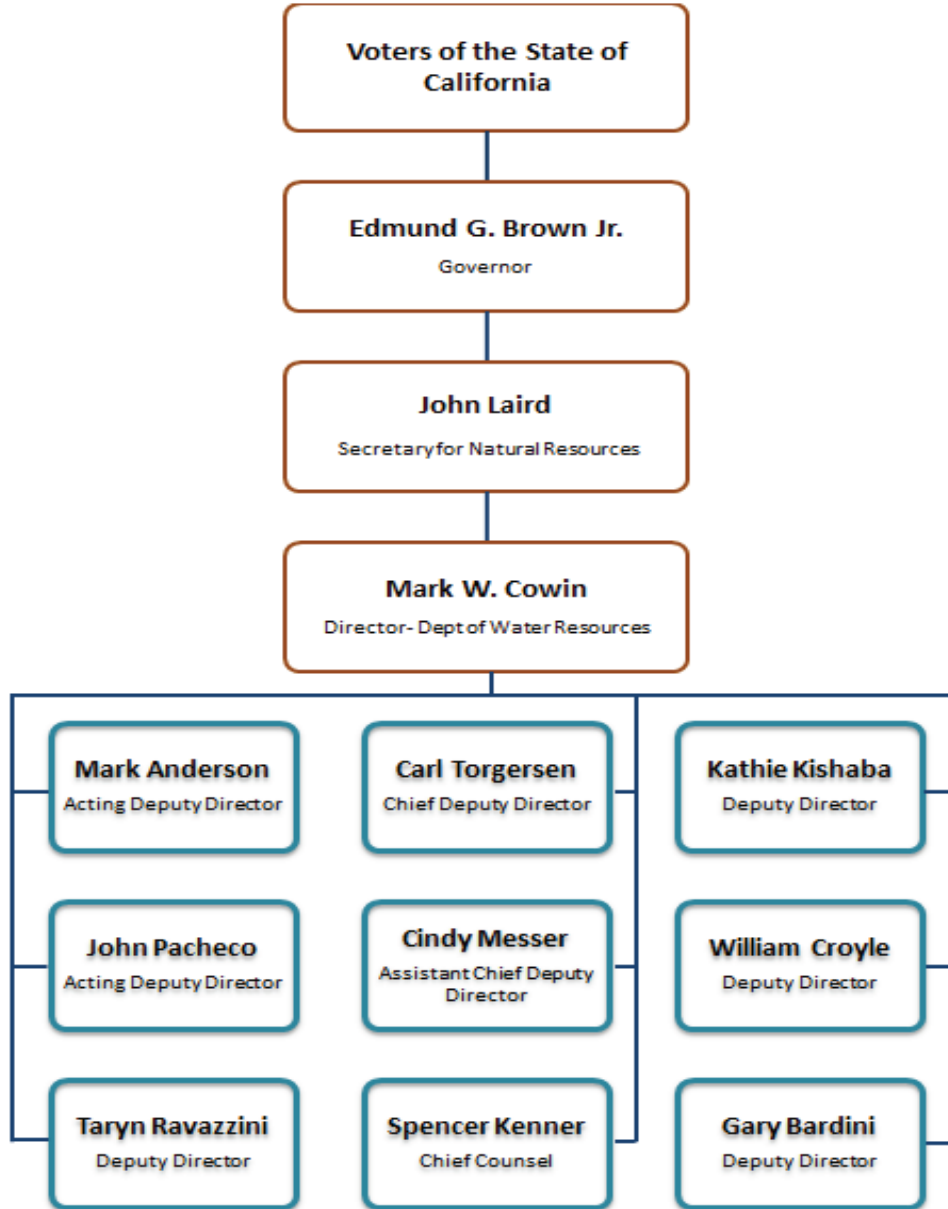 Voters of the State of
California
Edmund G. Brown Jr.
Governor
John Laird
Secretary for Natural Resources
Mark W. Cowin
Director- Dept of Water Resources
Mark Anderson
Acting Deputy Director
Carl Torgersen
Chief Deputy Director
Kathie Kishaba
Deputy Director
John Pacheco
Acting Deputy Director
Cindy Messer
Assistant Chief Deputy
Director
William Croyle
Deputy Director
Taryn Ravazzini
Deputy Director
Spencer Kenner
Chief Counsel
Gary Bardini
Deputy Director